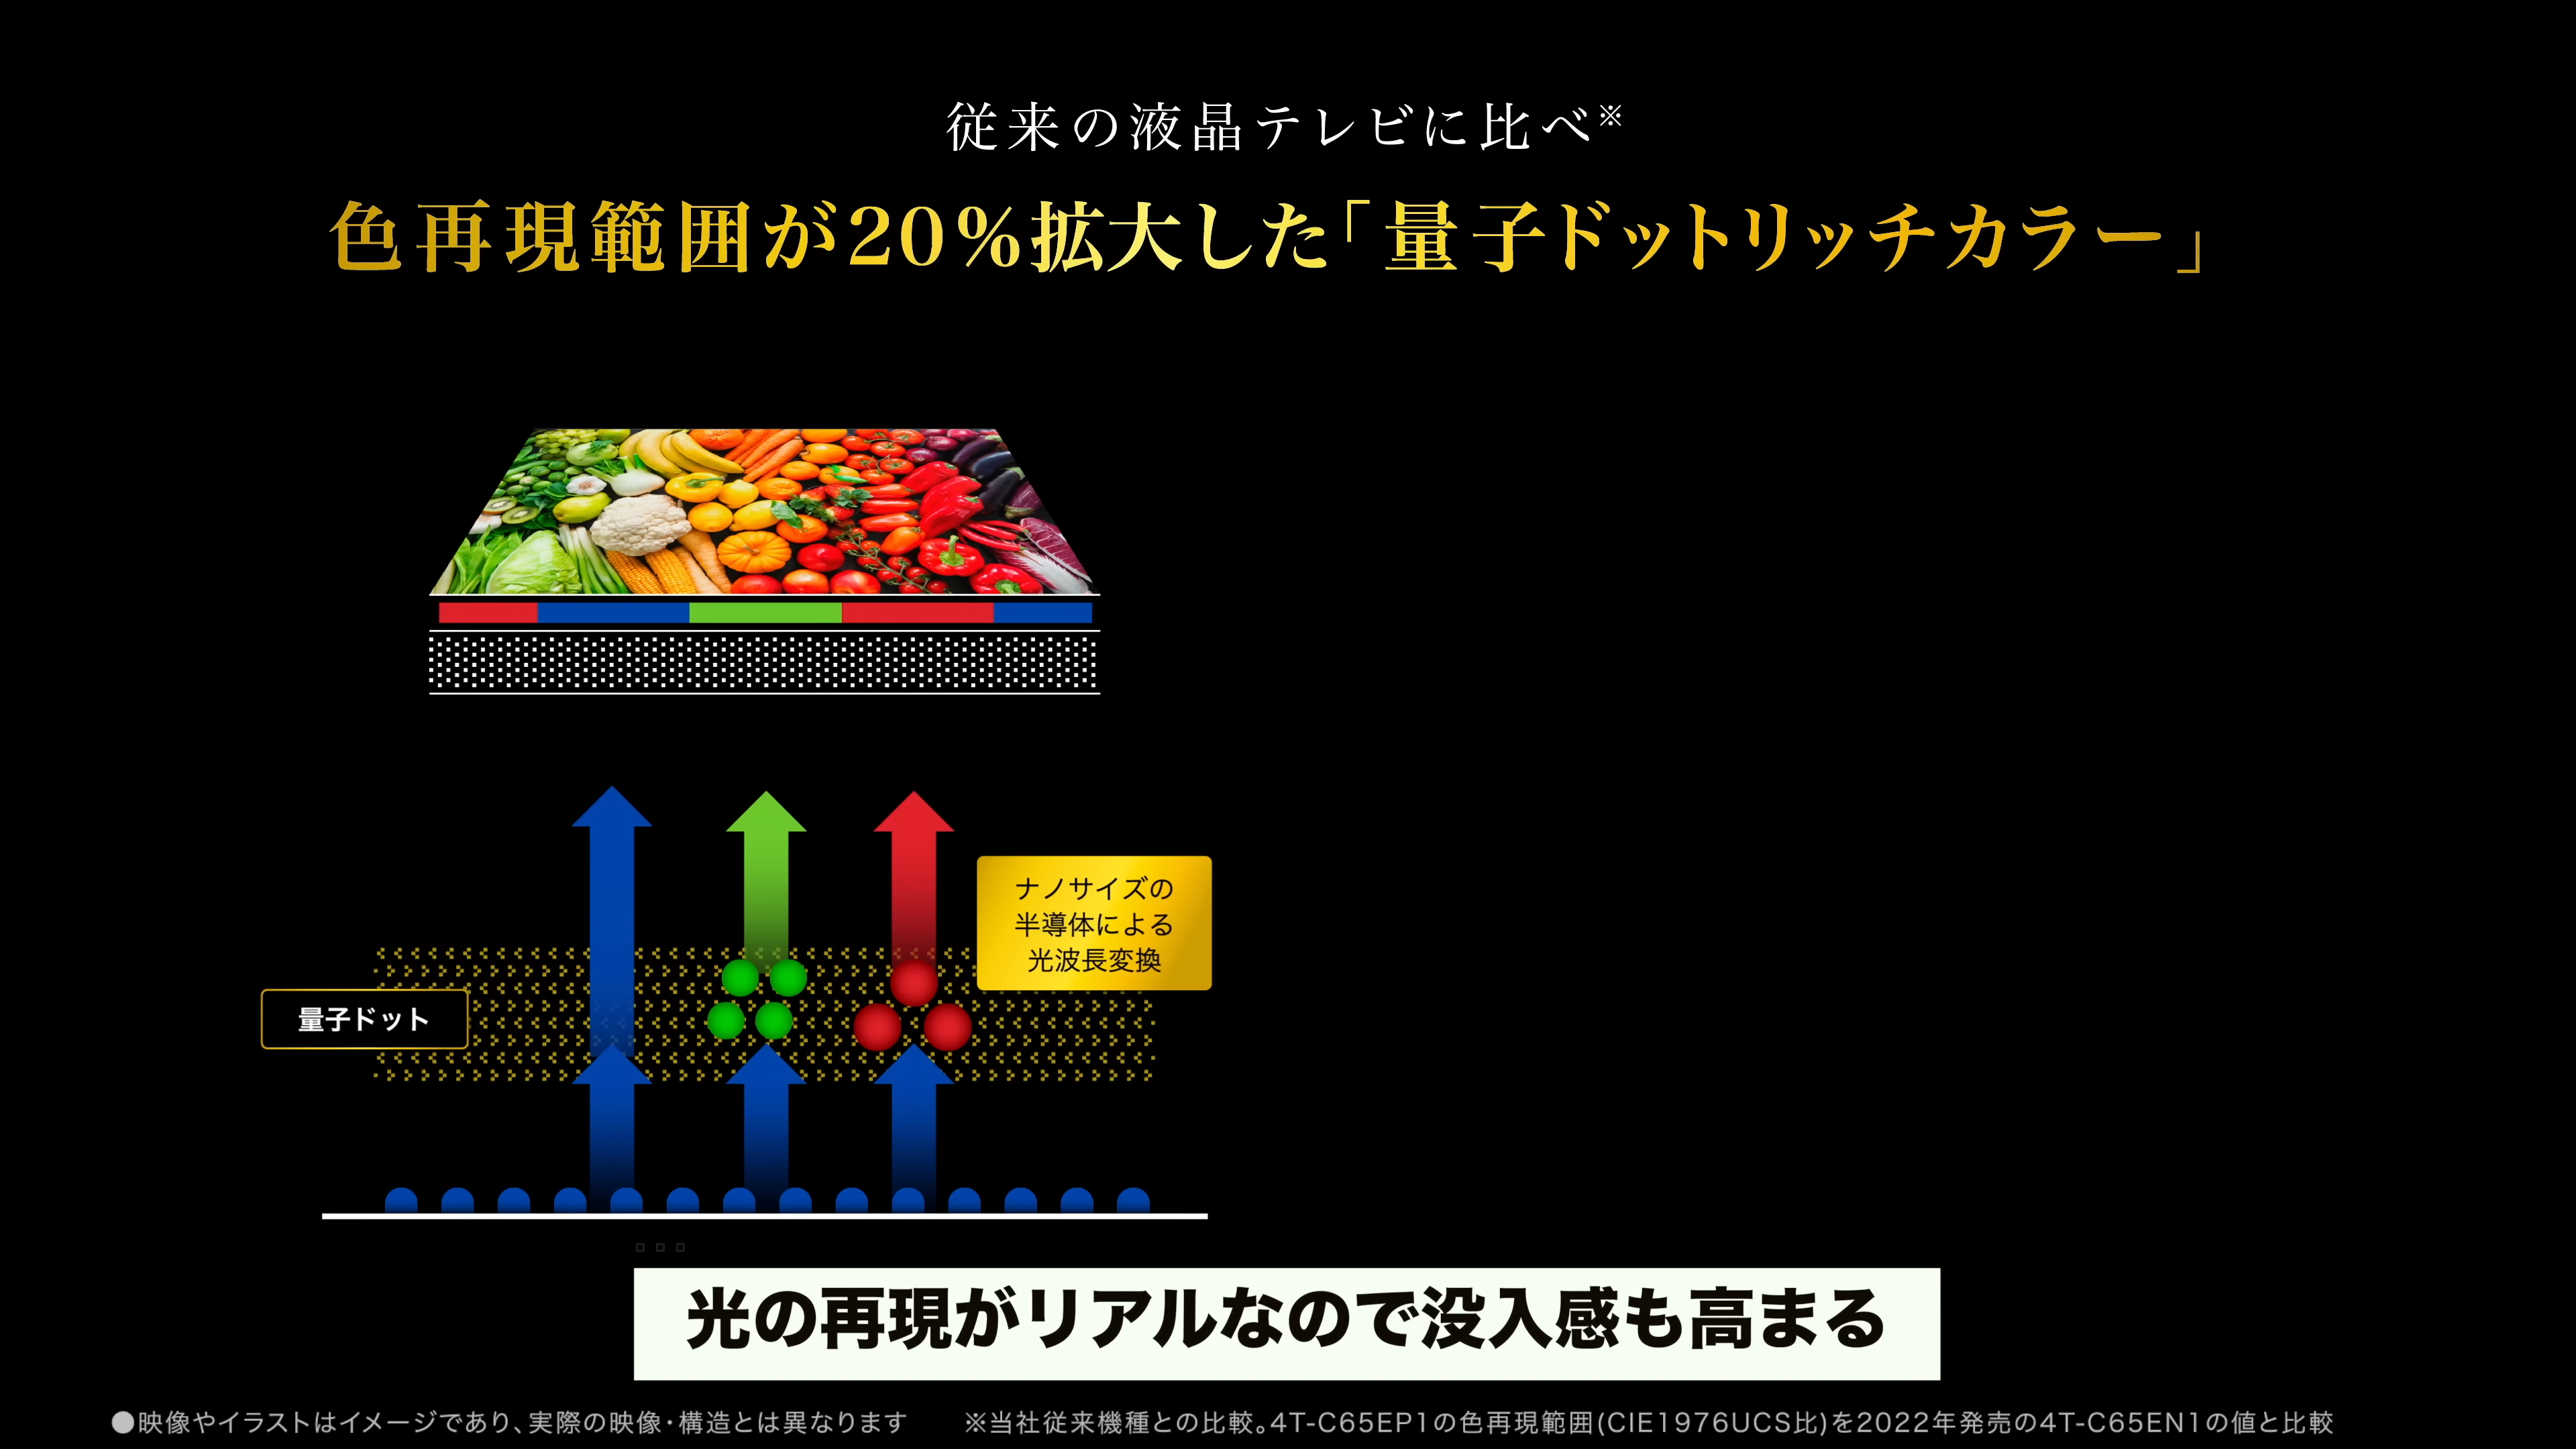 従来の液晶テレビに比べ※
色再現範囲が20%拡大した「量子ドットリッチカラー」
ナノサイズの
半導体による
光波長変換
量子ドット
光の再現がリアルなので没入感も高まる
●映像やイラストはイメージであり、実際の映像・構造とは異なります ※当社従来機種との比較。4T-C65EP1の色再現範囲(CIE1976UCS比)を2022年発売の4T-C65EN1の値と比較